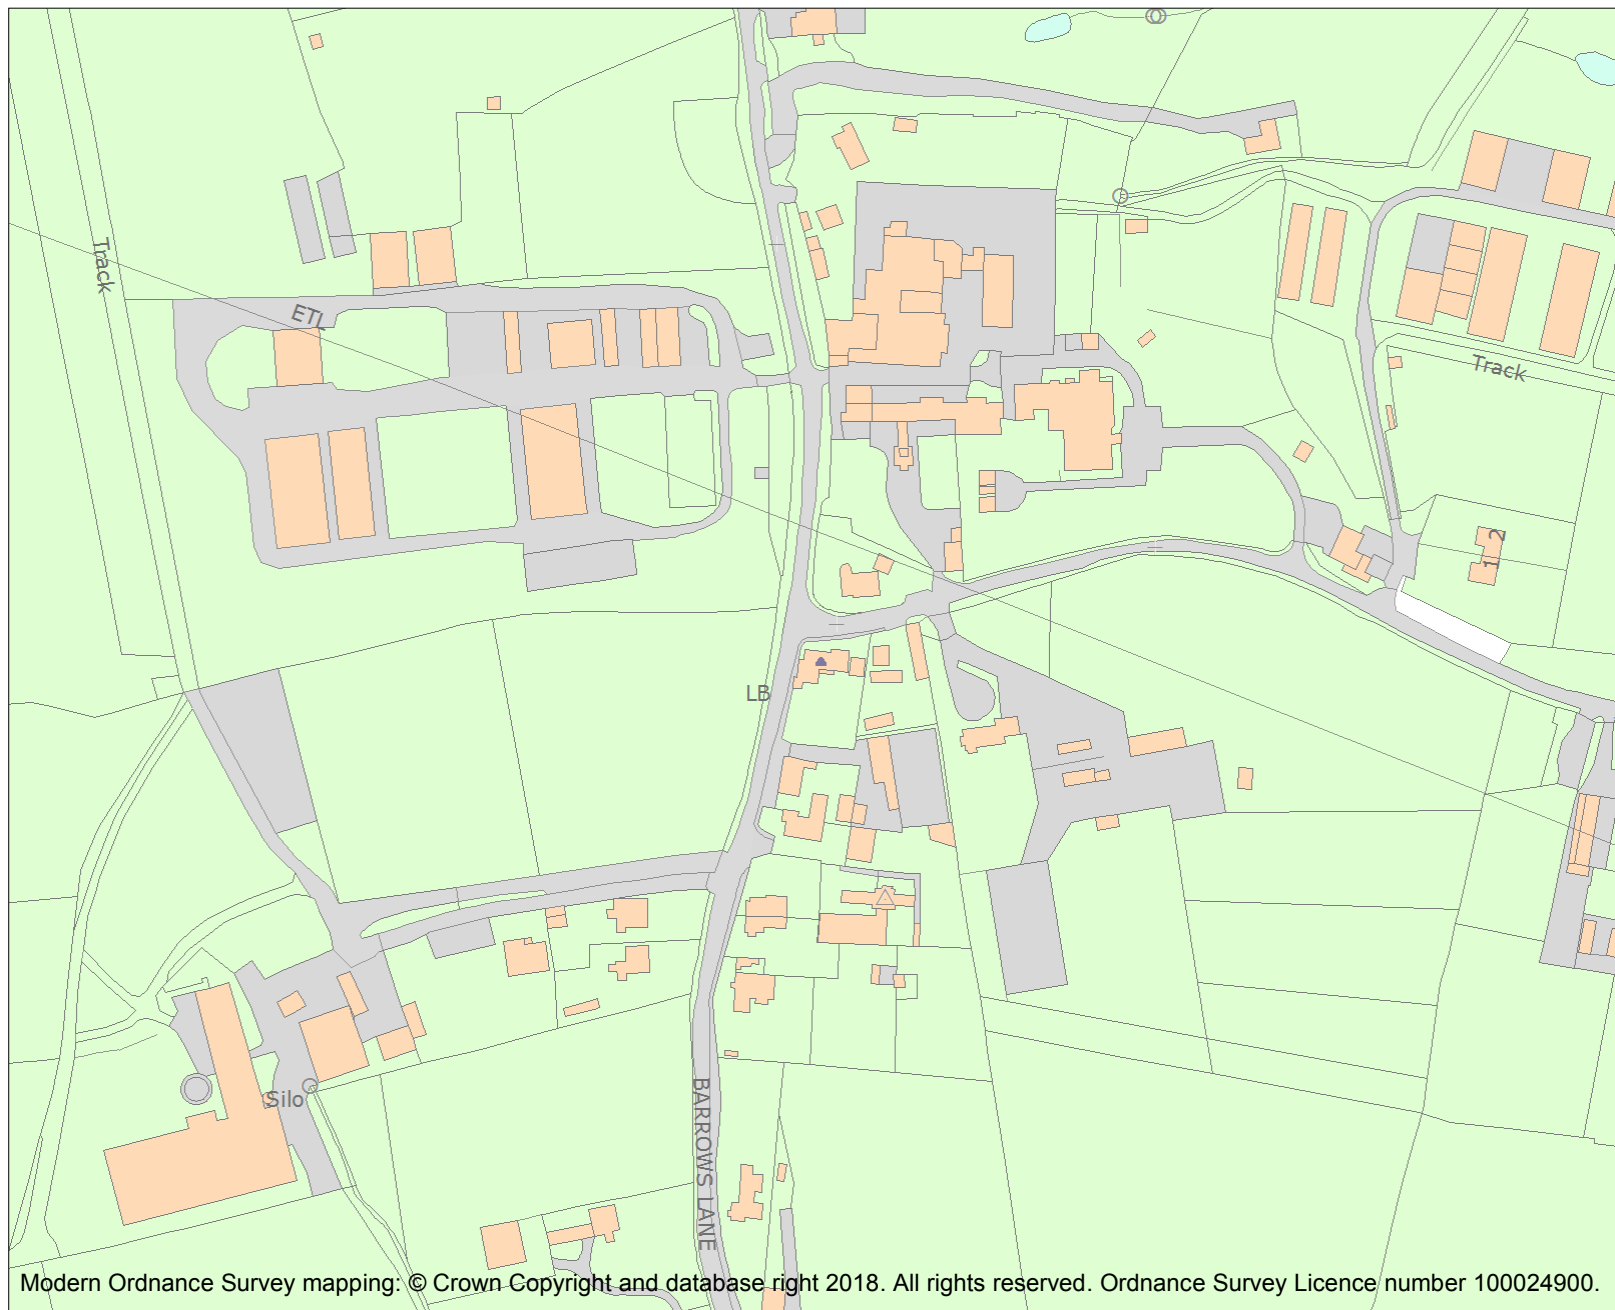 Track
ETL
Track
1 2
LB
Silo
BARROWS LANE
Modern Ordnance Survey mapping: © Crown Copyright and database right 2018. All rights reserved. Ordnance Survey Licence number 100024900.